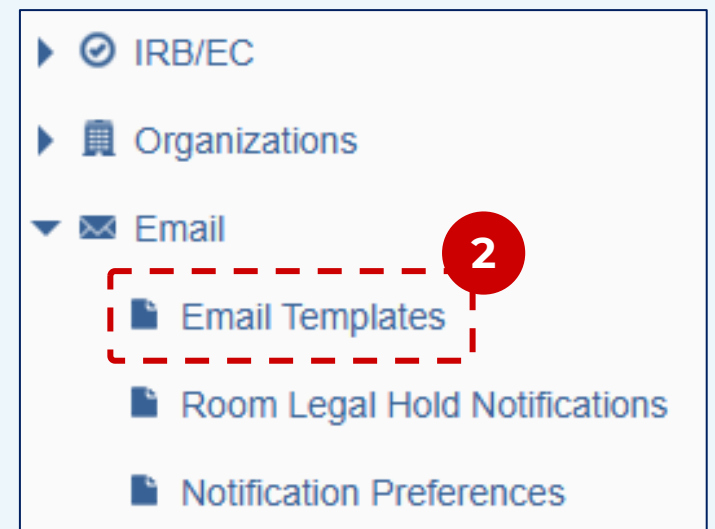 IRB/EC
Organizations
Email
2
Email Templates
Room Legal Hold Notifications
Notification Preferences